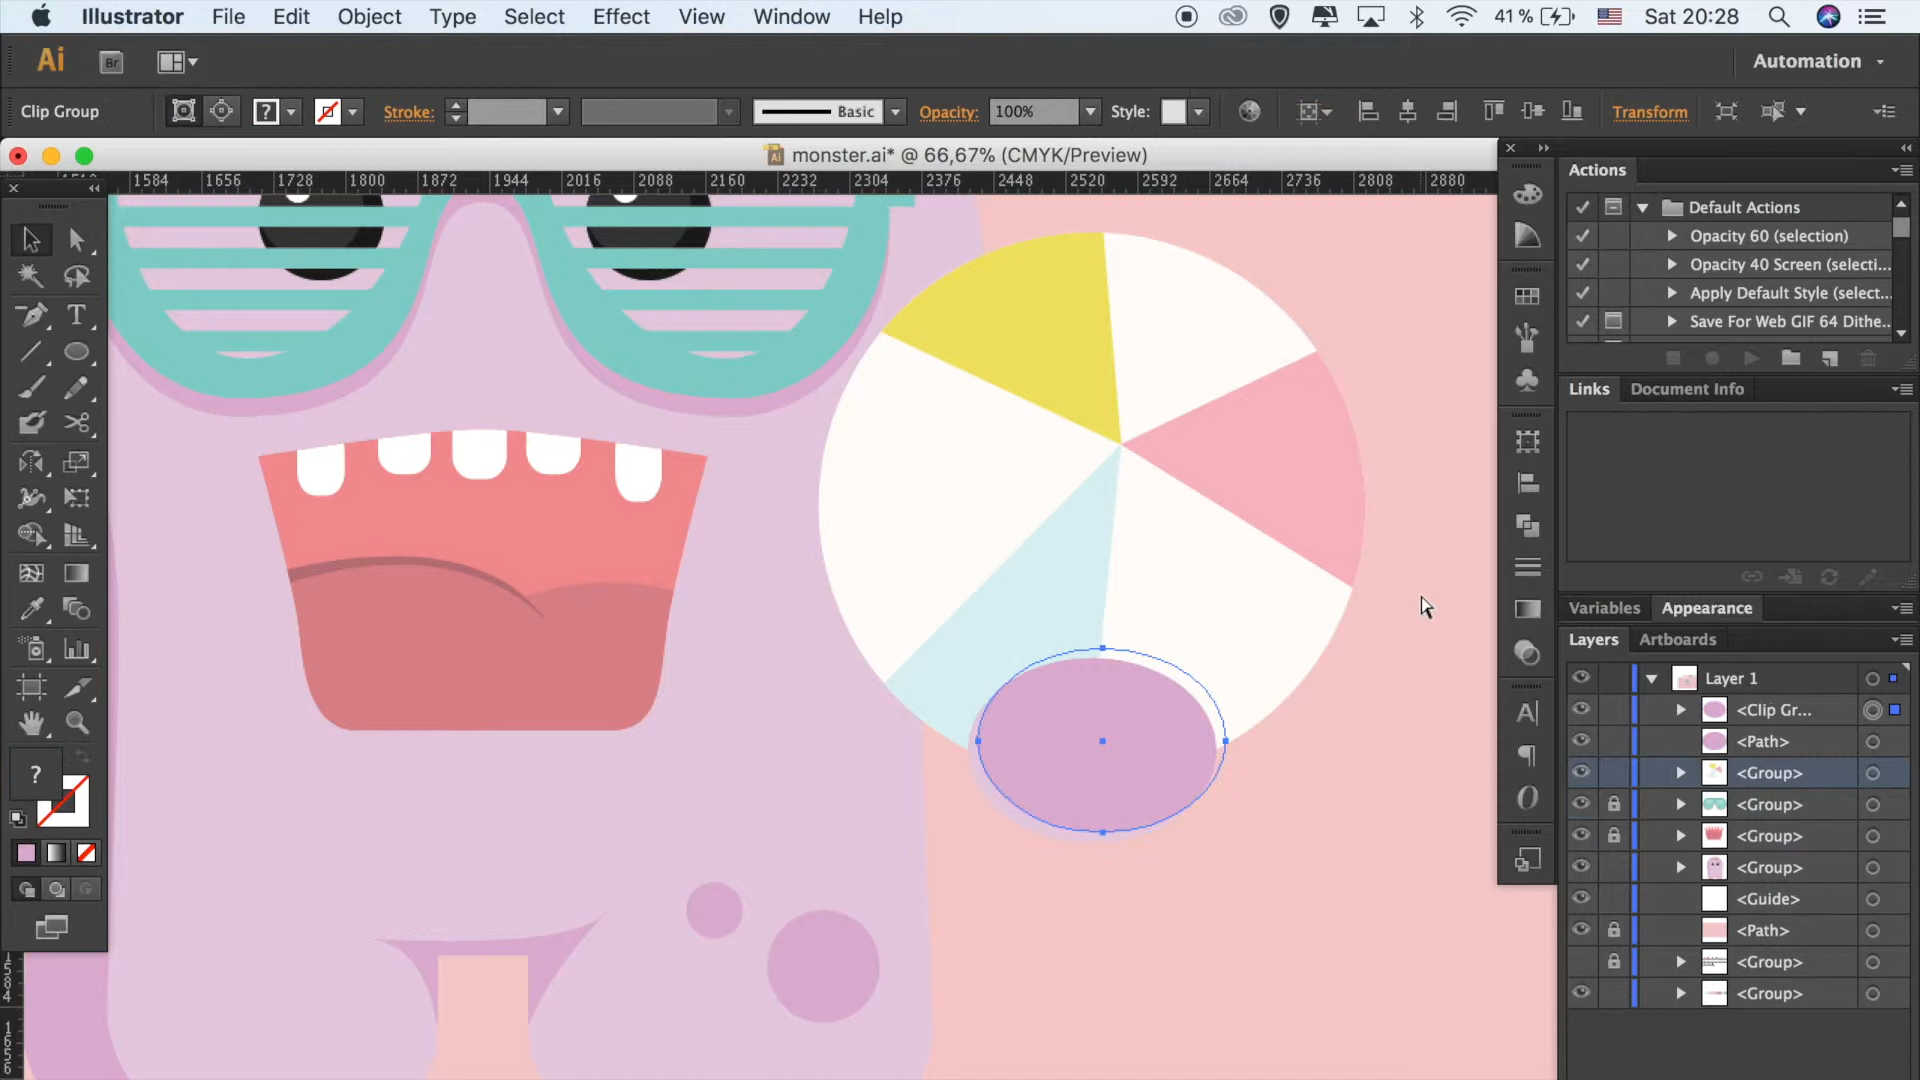 Illustrator File Edit Object Type Select Effect View Window Help 41 % Sat 20:28
Ai Br Automation
Clip Group ? Stroke: Basic Opacity: 100% Style: Transform
Ai monster.ai* @ 66,67% (CMYK/Preview)
1584 1656 1728 1800 1872 1944 2016 2088 2160 2232 2304 2376 2448 2520 2592 2664 2736 2808 2880
Actions
Default Actions
Opacity 60 (selection)
Opacity 40 Screen (selecti...
Apply Default Style (select...
Save For Web GIF 64 Dithe...
Links Document Info
Variables Appearance
Layers Artboards
Layer 1
<Clip Gr...
<Path>
<Group>
<Group>
<Group>
<Group>
<Guide>
<Path>
<Group>
<Group>
T
?